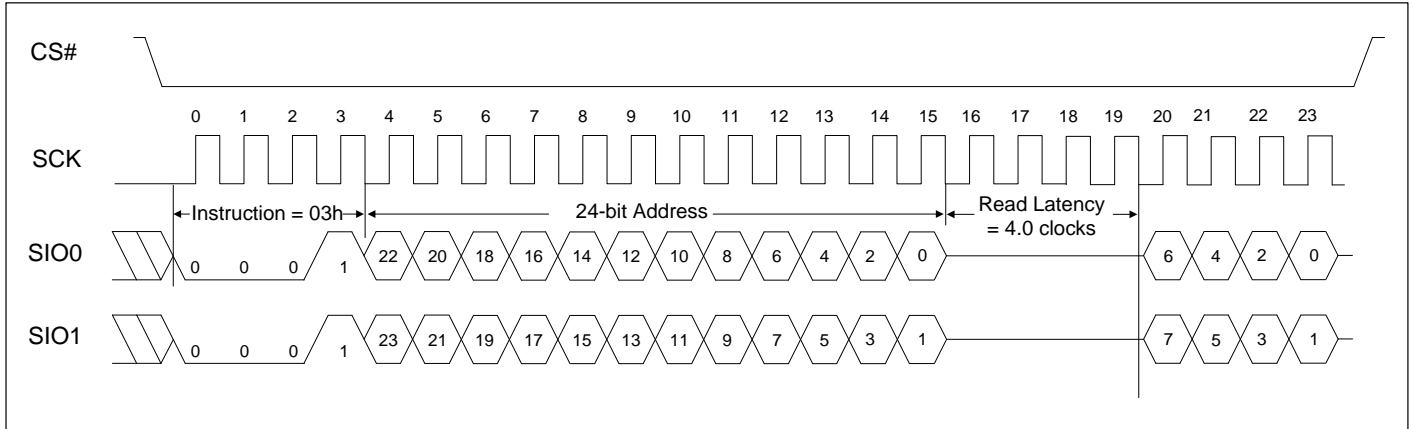 CS#
0 1 2 3 4 5 6 7 8 9 10 11 12 13 14 15 16 17 18 19 20 21 22 23
SCK
Instruction = 03h
24-bit Address
Read Latency
= 4.0 clocks
SIO0
0 0 0 1 22 20 18 16 14 12 10 8 6 4 2 0 6 4 2 0
SIO1
0 0 0 1 23 21 19 17 15 13 11 9 7 5 3 1 7 5 3 1